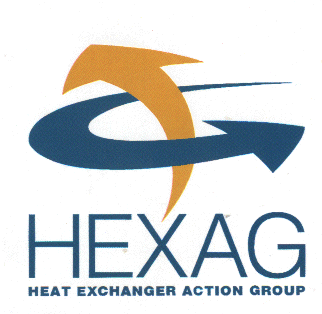 HEXAG
HEAT EXCHANGER ACTION GROUP